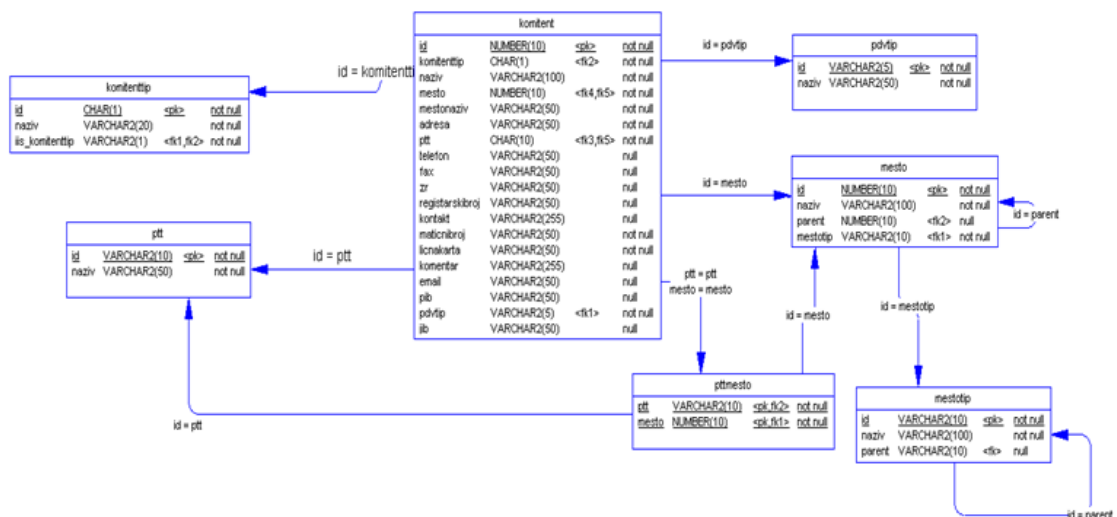 komitent
id NUMBER(10) <pk> not null
komitenttip CHAR(1) <fk2> not null
naziv VARCHAR2(100) not null
mesto NUMBER(10) <fk4,fk5> not null
mestonaziv VARCHAR2(50) not null
adresa VARCHAR2(50) not null
ptt CHAR(10) <fk3,fk5> not null
telefon VARCHAR2(50) null
fax VARCHAR2(50) null
zr VARCHAR2(50) null
registarskibroj VARCHAR2(50) null
kontakt VARCHAR2(255) null
maticnibroj VARCHAR2(50) not null
licnakarta VARCHAR2(50) not null
komentar VARCHAR2(255) null
email VARCHAR2(50) null
pib VARCHAR2(50) null
pdvtip VARCHAR2(5) <fk1> not null
jib VARCHAR2(50) null
id = komitentti
komitenttip
id CHAR(1) <pk> not null
naziv VARCHAR2(20) not null
iis_komitenttip VARCHAR2(1) <fk1,fk2> not null
id = pdvtip
pdvtip
id VARCHAR2(5) <pk> not null
naziv VARCHAR2(50) not null
id = mesto
mesto
id NUMBER(10) <pk> not null
naziv VARCHAR2(100) not null
parent NUMBER(10) <fk2> null
mestotip VARCHAR2(10) <fk1> not null
id = parent
ptt
id VARCHAR2(10) <pk> not null
naziv VARCHAR2(50) not null
id = ptt
ptt = ptt
mesto = mesto
id = mesto
id = mestotip
pttmesto
ptt VARCHAR2(10) <pk,fk2> not null
mesto NUMBER(10) <pk,fk1> not null
id = ptt
mestotip
id VARCHAR2(10) <pk> not null
naziv VARCHAR2(100) not null
parent VARCHAR2(10) <fk> null
id = parent